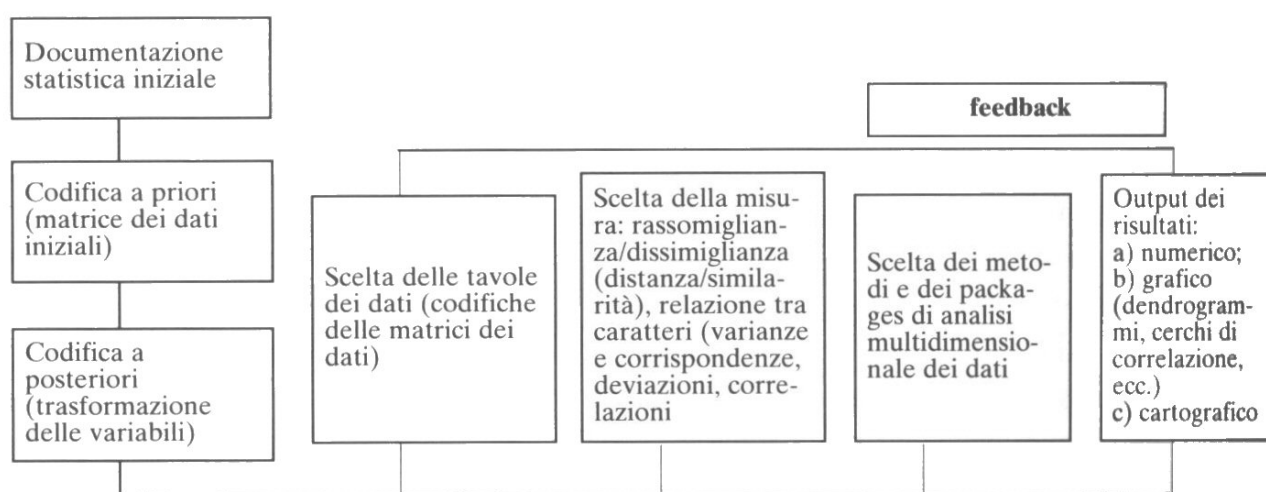 Documentazione
statistica iniziale
Codifica a priori
(matrice dei dati
iniziali)
Codifica a
posteriori
(trasformazione
delle variabili)
feedback
Scelta delle tavole
dei dati (codifiche
delle matrici dei
dati)
Scelta della misu-
ra: rassomiglian-
za/dissimiglianza
(distanza/simila-
rità), relazione tra
caratteri (varianze
e corrispondenze,
deviazioni, corre-
lazioni
Scelta dei meto-
di e dei packa-
ges di analisi
multidimensio-
nale dei dati
Output dei
risultati:
a) numerico;
b) grafico
(dendrogram-
mi, cerchi di
correlazione,
ecc.)
c) cartografico